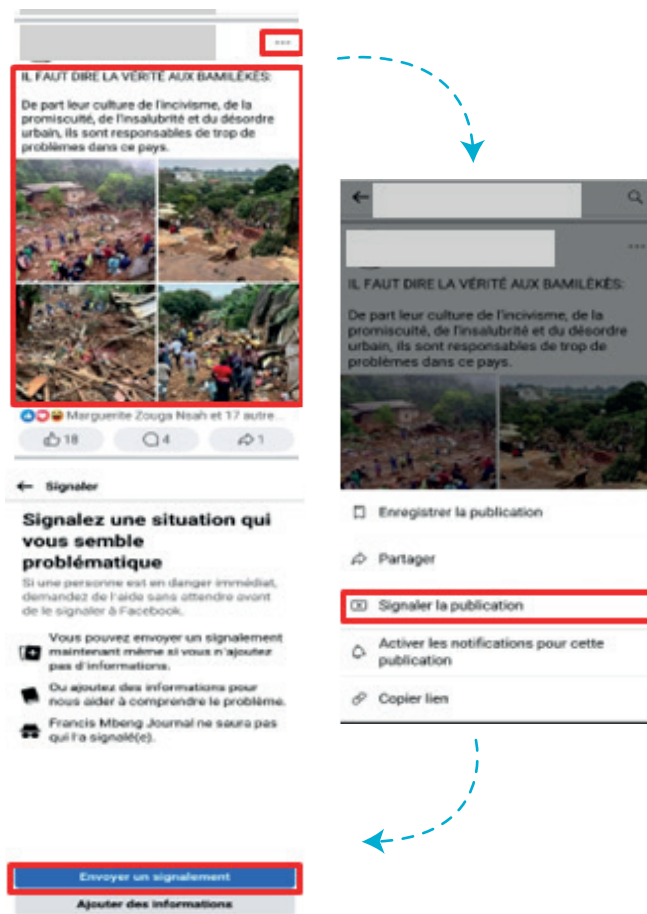 IL FAUT DIRE LA VÉRITÉ AUX BAMILÉKÉS:
De part leur culture de l'incivisme, de la
promiscuité, de l'insalubrité et du désordre
urbain, ils sont responsables de trop de
problèmes dans ce pays.
Marguerite Zouga Nsah et 17 autre...
18
4
1
IL FAUT DIRE LA VÉRITÉ AUX BAMILÉKÉS:
De part leur culture de l'incivisme, de la
promiscuité, de l'insalubrité et du désordre
urbain, ils sont responsables de trop de
problèmes dans ce pays.
Enregistrer la publication
Partager
Signaler la publication
Activer les notifications pour cette
publication
Copier lien
Signaler
Signalez une situation qui
vous semble
problématique
Si une personne est en danger immédiat,
demandez de l'aide sans attendre avant
de le signaler à Facebook.
Vous pouvez envoyer un signalement
maintenant même si vous n'ajoutez
pas d'informations.
Ou ajoutez des informations pour
nous aider à comprendre le problème.
Francis Mbeng Journal ne saura pas
qui l'a signalé(e).
Envoyer un signalement
Ajouter des informations